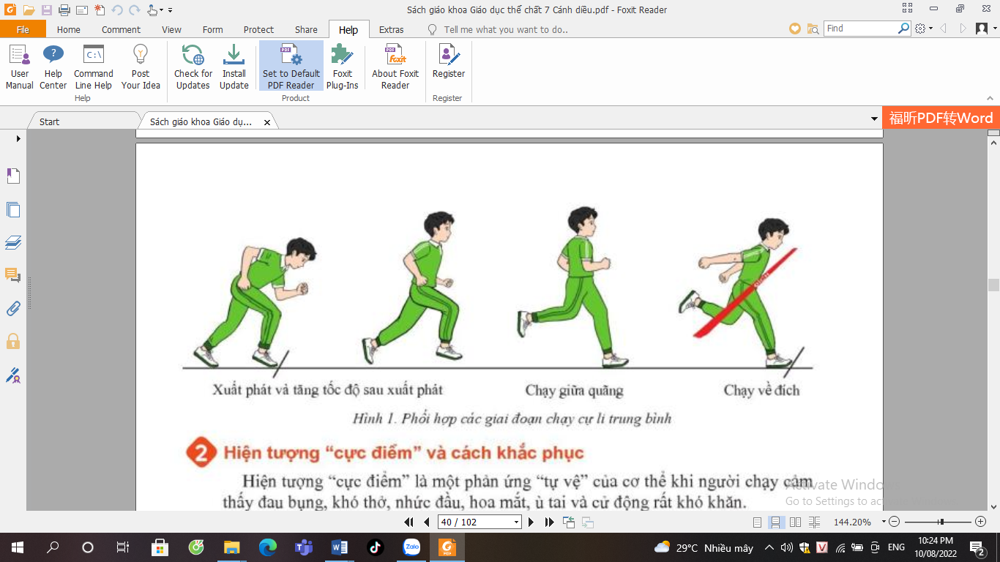 Sách giáo khoa Giáo dục thể chất 7 Cánh diều.pdf - Foxit Reader
File Home Comment View Form Protect Share Help Extras Tell me what you want to do.. Find
User Manual
Help Center
Command Line Help
Post Your Idea
Check for Updates
Install Update
Set to Default PDF Reader
Foxit Plug-Ins
About Foxit Reader
Register
Help Product Register
Start Sách giáo khoa Giáo dụ... 福昕PDF转Word
Xuất phát và tăng tốc độ sau xuất phát Chạy giữa quãng Chạy về đích
Hình 1. Phối hợp các giai đoạn chạy cự li trung bình
2 Hiện tượng “cực điểm” và cách khắc phục
Hiện tượng “cực điểm” là một phản ứng “tự vệ” của cơ thể khi người chạy cảm
thấy đau bụng, khó thở, nhức đầu, hoa mắt, ù tai và cử động rất khó khăn.
Activate Windows
Go to Settings to
40 / 102 144.20%
29°C Nhiều mây ENG 10:24 PM
10/08/2022 2